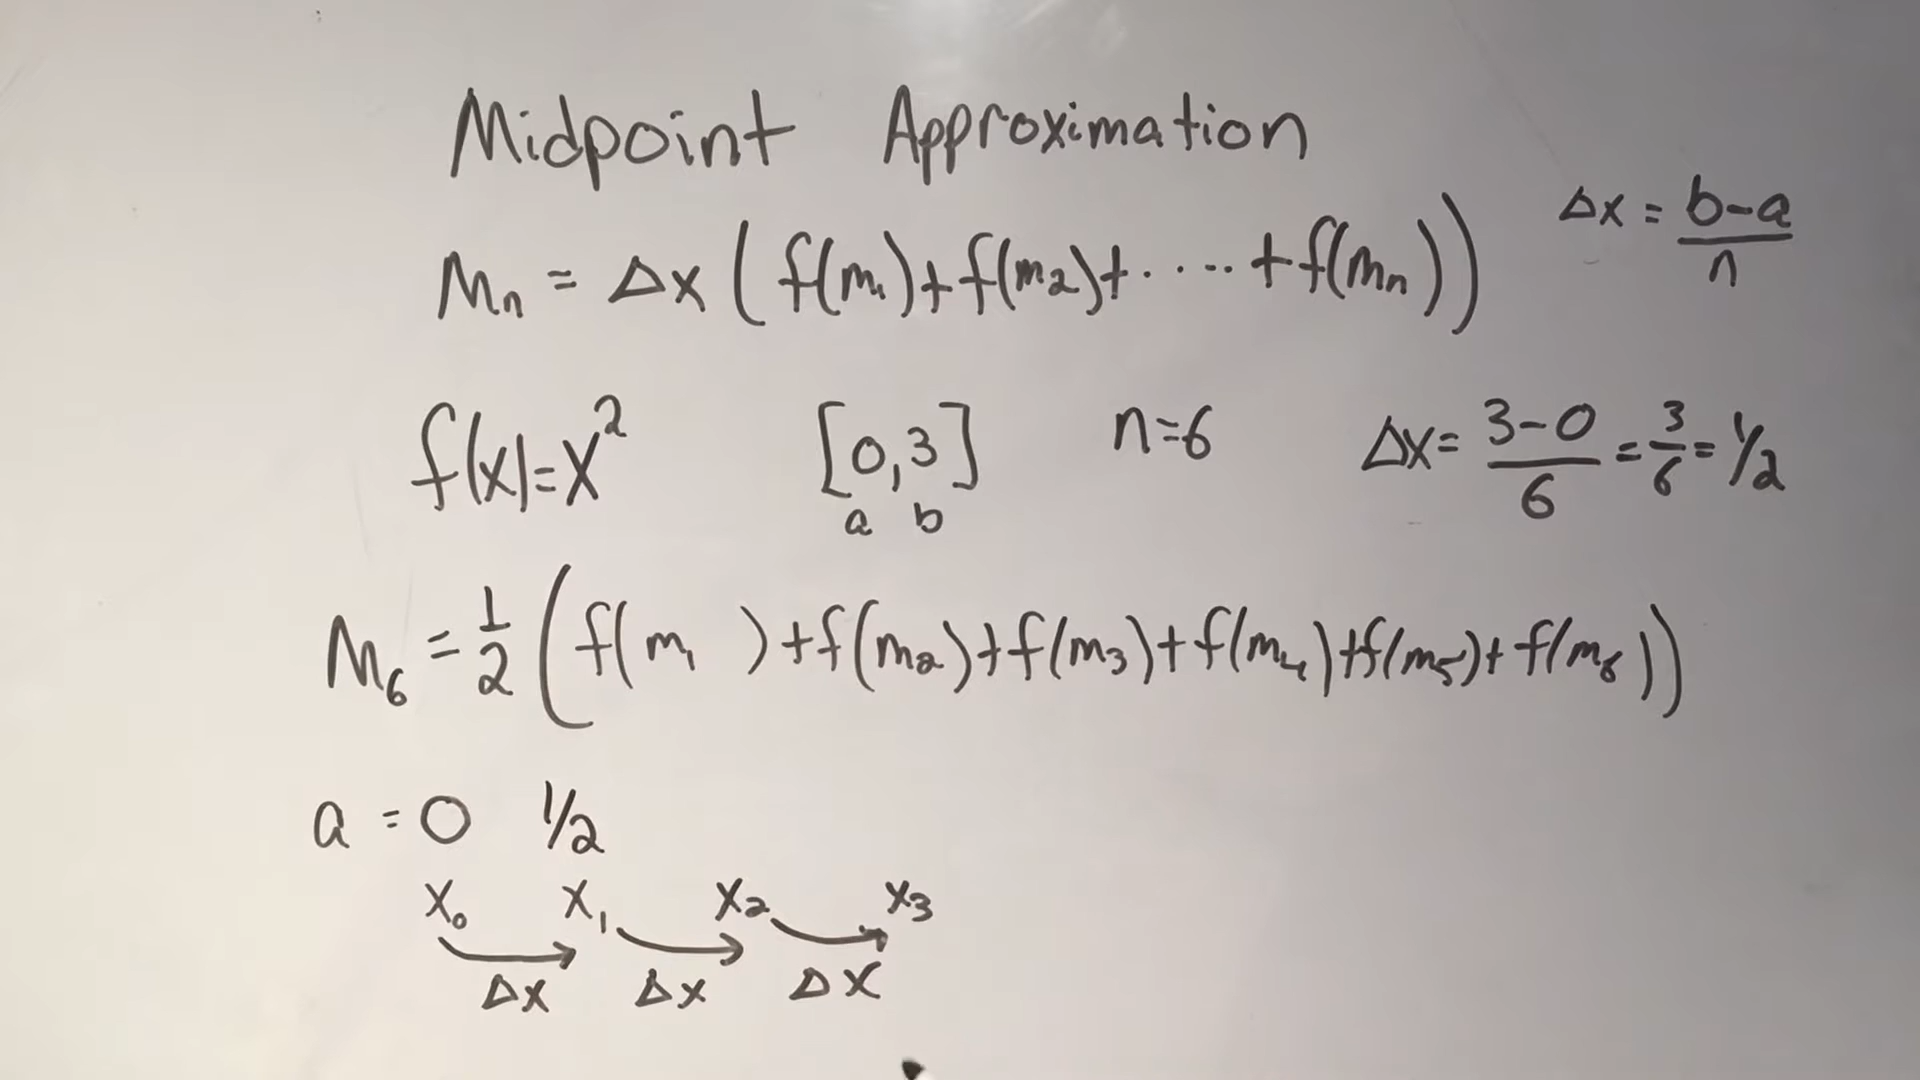 Midpoint Approximation
Mn = Δx (f(m₁)+f(m₂)+·····+f(mn))
Δx = b-a/n
f(x)=x²
[0,3]
a b
n=6
Δx= 3-0/6 = 3/6 = 1/2
M₆ = 1/2 (f(m₁ )+f(m₂)+f(m₃)+f(m₄)+f(m₅)+f(m₆))
a = 0 1/2
x₀ x₁ x₂ x₃
Δx Δx Δx